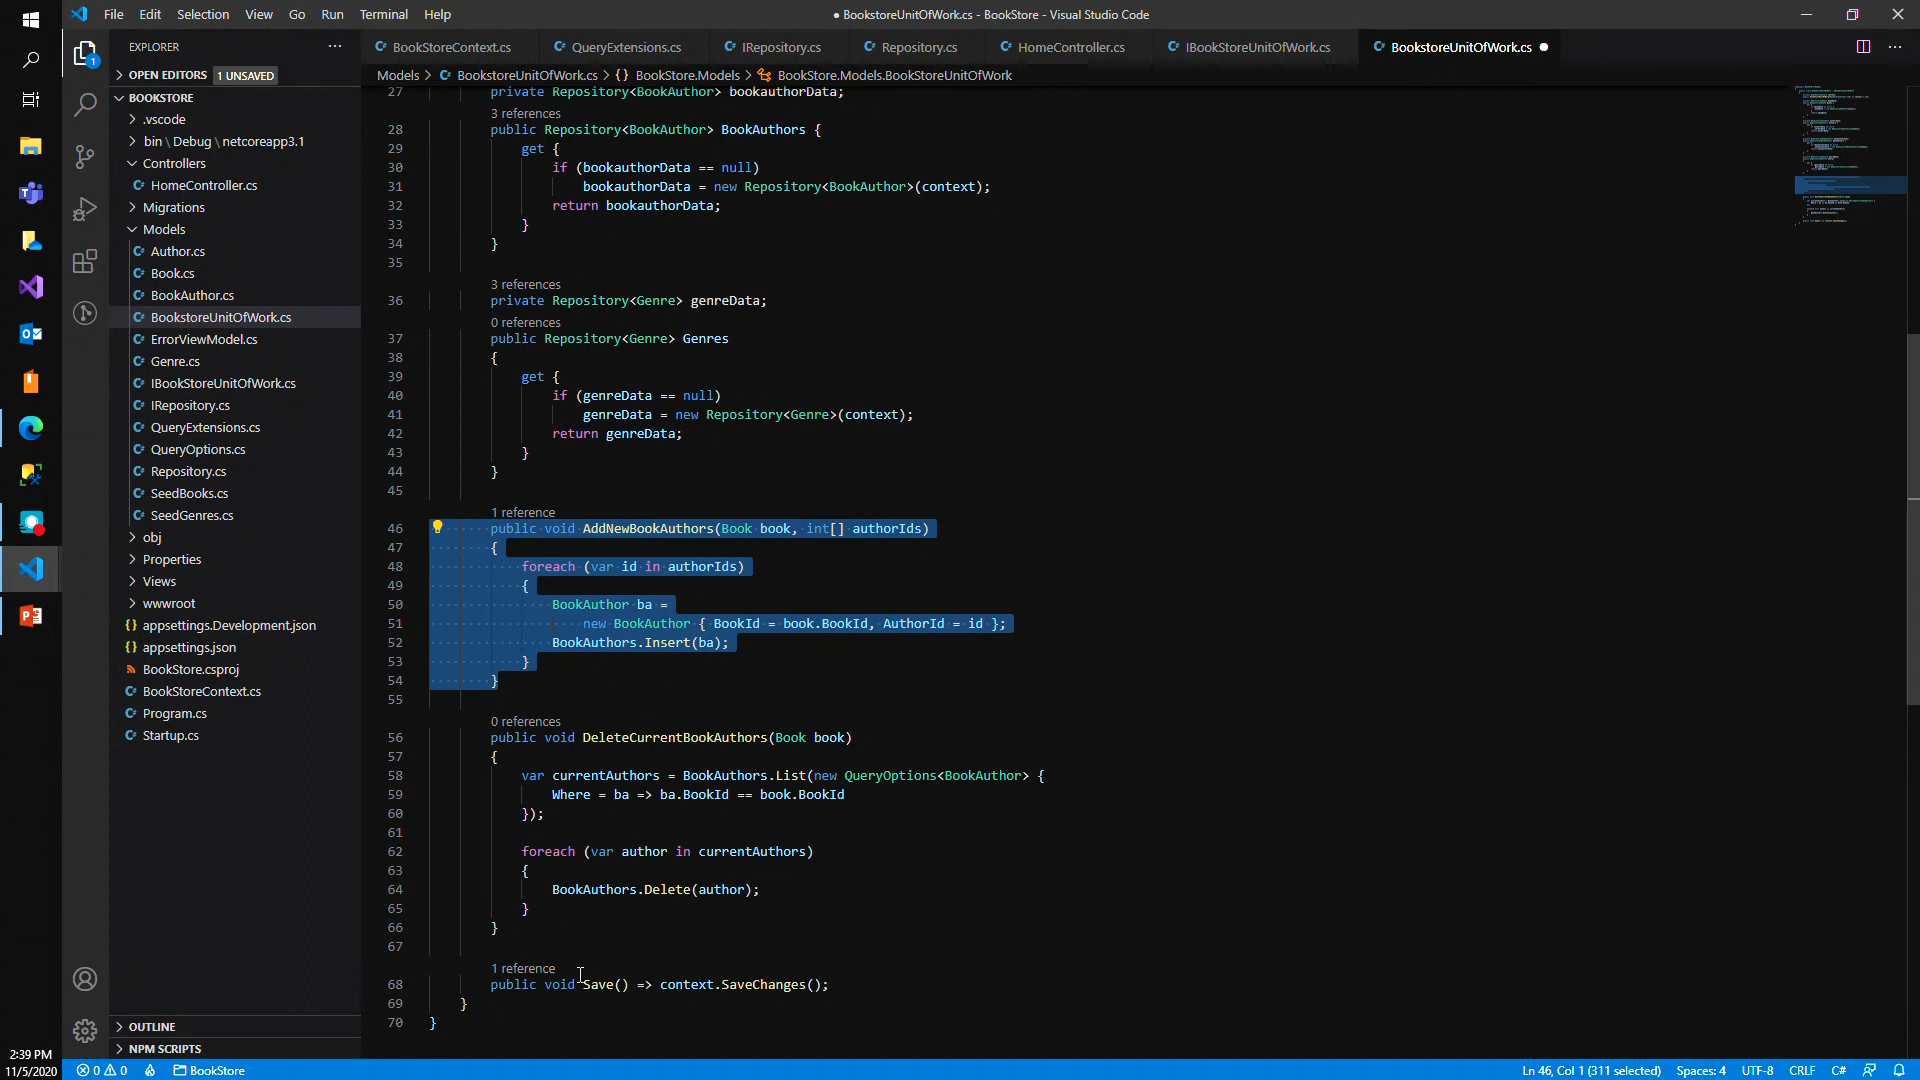 File Edit Selection View Go Run Terminal Help
● BookstoreUnitOfWork.cs - BookStore - Visual Studio Code
EXPLORER
OPEN EDITORS 1 UNSAVED
BOOKSTORE
.vscode
bin \ Debug \ netcoreapp3.1
Controllers
HomeController.cs
Migrations
Models
Author.cs
Book.cs
BookAuthor.cs
BookstoreUnitOfWork.cs
ErrorViewModel.cs
Genre.cs
IBookStoreUnitOfWork.cs
IRepository.cs
QueryExtensions.cs
QueryOptions.cs
Repository.cs
SeedBooks.cs
SeedGenres.cs
obj
Properties
Views
wwwroot
appsettings.Development.json
appsettings.json
BookStore.csproj
BookStoreContext.cs
Program.cs
Startup.cs
OUTLINE
NPM SCRIPTS
BookStoreContext.cs QueryExtensions.cs IRepository.cs Repository.cs HomeController.cs IBookStoreUnitOfWork.cs BookstoreUnitOfWork.cs
Models > BookstoreUnitOfWork.cs > {} BookStore.Models > BookStore.Models.BookStoreUnitOfWork
27 private Repository<BookAuthor> bookauthorData;
3 references
28 public Repository<BookAuthor> BookAuthors {
29 get {
30 if (bookauthorData == null)
31 bookauthorData = new Repository<BookAuthor>(context);
32 return bookauthorData;
33 }
34 }
35
3 references
36 private Repository<Genre> genreData;
0 references
37 public Repository<Genre> Genres
38 {
39 get {
40 if (genreData == null)
41 genreData = new Repository<Genre>(context);
42 return genreData;
43 }
44 }
45
1 reference
46 public void AddNewBookAuthors(Book book, int[] authorIds)
47 {
48 foreach (var id in authorIds)
49 {
50 BookAuthor ba =
51 new BookAuthor { BookId = book.BookId, AuthorId = id };
52 BookAuthors.Insert(ba);
53 }
54 }
55
0 references
56 public void DeleteCurrentBookAuthors(Book book)
57 {
58 var currentAuthors = BookAuthors.List(new QueryOptions<BookAuthor> {
59 Where = ba => ba.BookId == book.BookId
60 });
61
62 foreach (var author in currentAuthors)
63 {
64 BookAuthors.Delete(author);
65 }
66 }
67
1 reference
68 public void Save() => context.SaveChanges();
69 }
70 }
2:39 PM
11/5/2020
0 0 BookStore Ln 46, Col 1 (311 selected) Spaces: 4 UTF-8 CRLF C#